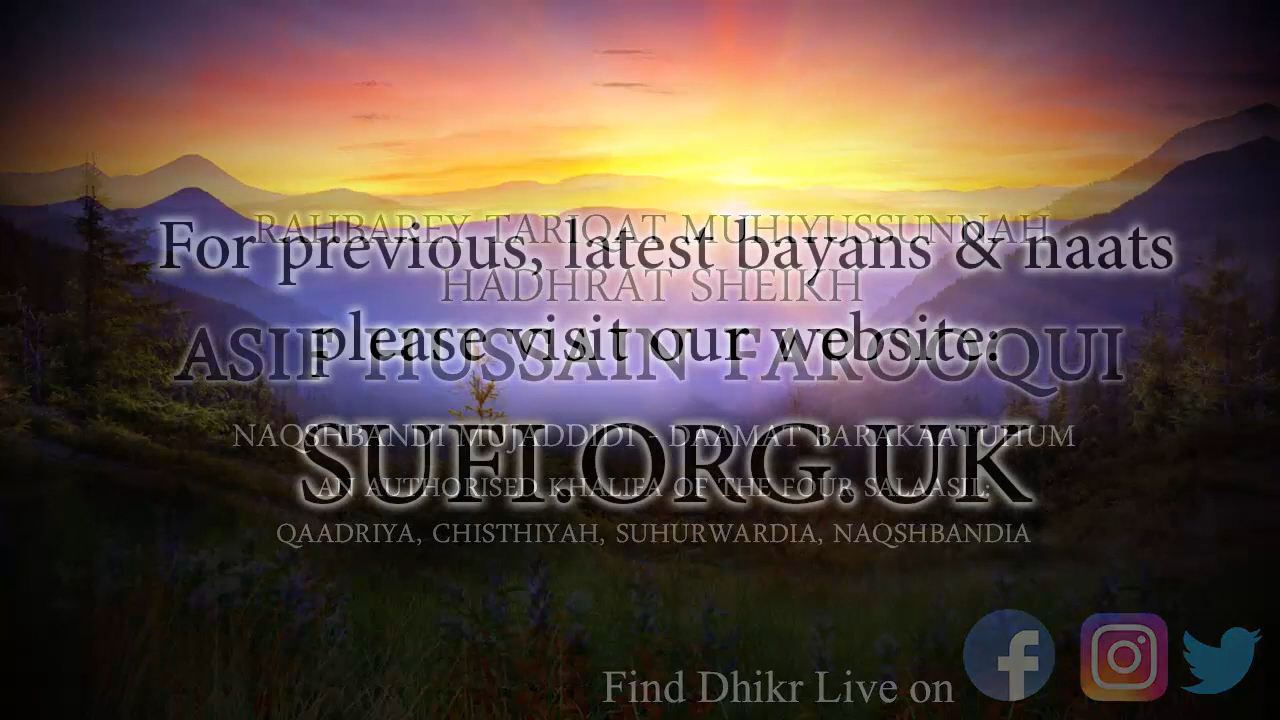 RAHBAREY TARIQAT MUHIYUSSUNNAH
For previous, latest bayans & naats
HADHRAT SHEIKH
please visit our website:
ASIF HUSSAIN FAROOQUI
NAQSHBANDI MUJADDIDI - DAAMAT BARAKAATUHUM
SUFI.ORG.UK
AN AUTHORISED KHALIFA OF THE FOUR SALAASIL:
QAADRIYA, CHISTHIYAH, SUHURWARDIA, NAQSHBANDIA
Find Dhikr Live on